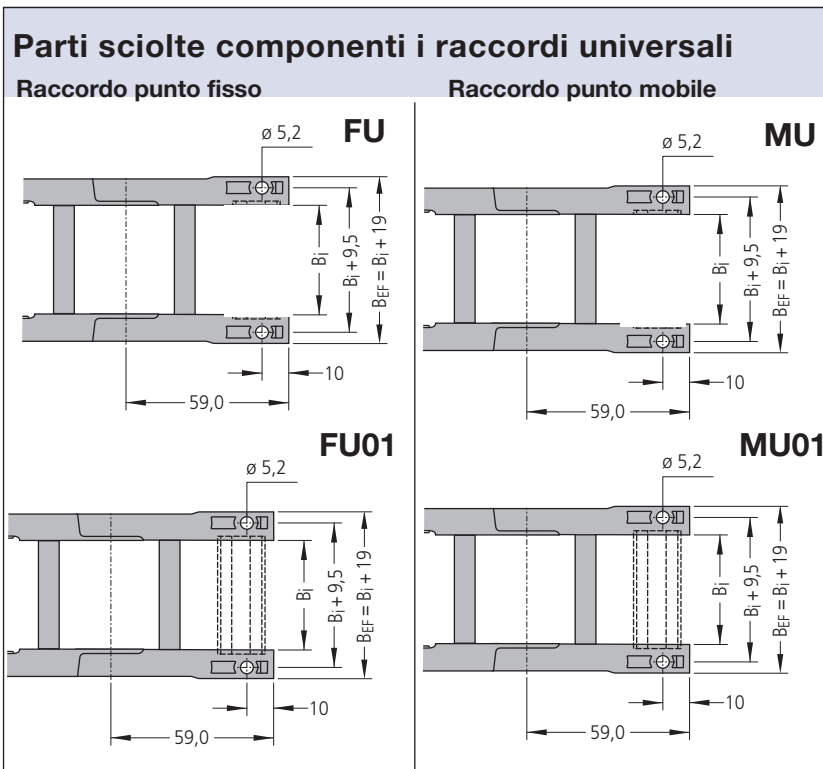 Parti sciolte componenti i raccordi universali
Raccordo punto fisso
Raccordo punto mobile
FU
ø 5,2
Bi
Bi + 9,5
BEF = Bi + 19
10
59,0
MU
ø 5,2
Bi
Bi + 9,5
BEF = Bi + 19
10
59,0
FU01
ø 5,2
Bi
Bi + 9,5
BEF = Bi + 19
10
59,0
MU01
ø 5,2
Bi
Bi + 9,5
BEF = Bi + 19
10
59,0